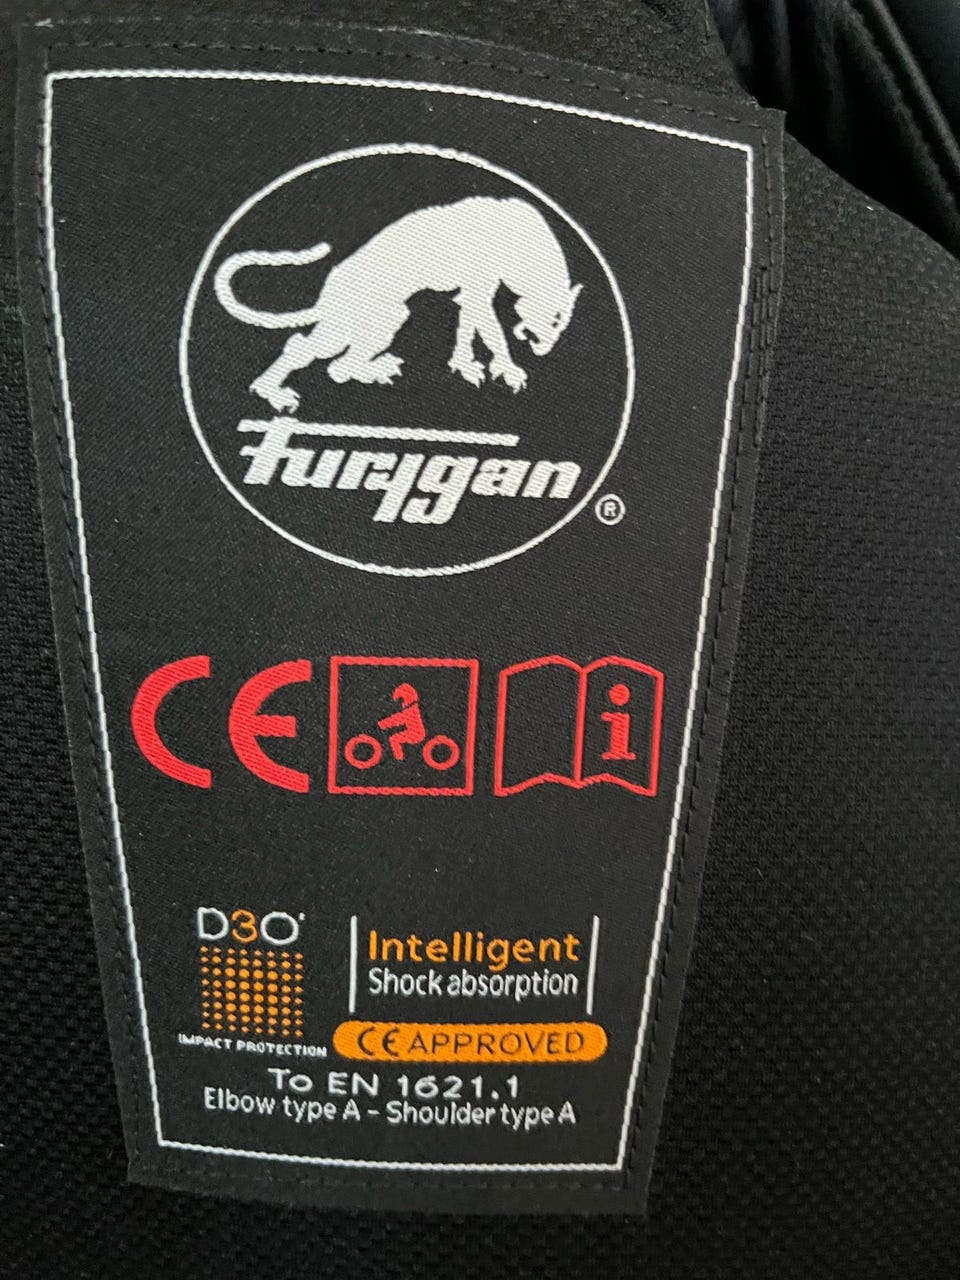 Furygan
®
CE i
D3O
IMPACT PROTECTION
Intelligent
Shock absorption
CE APPROVED
To EN 1621.1
Elbow type A - Shoulder type A